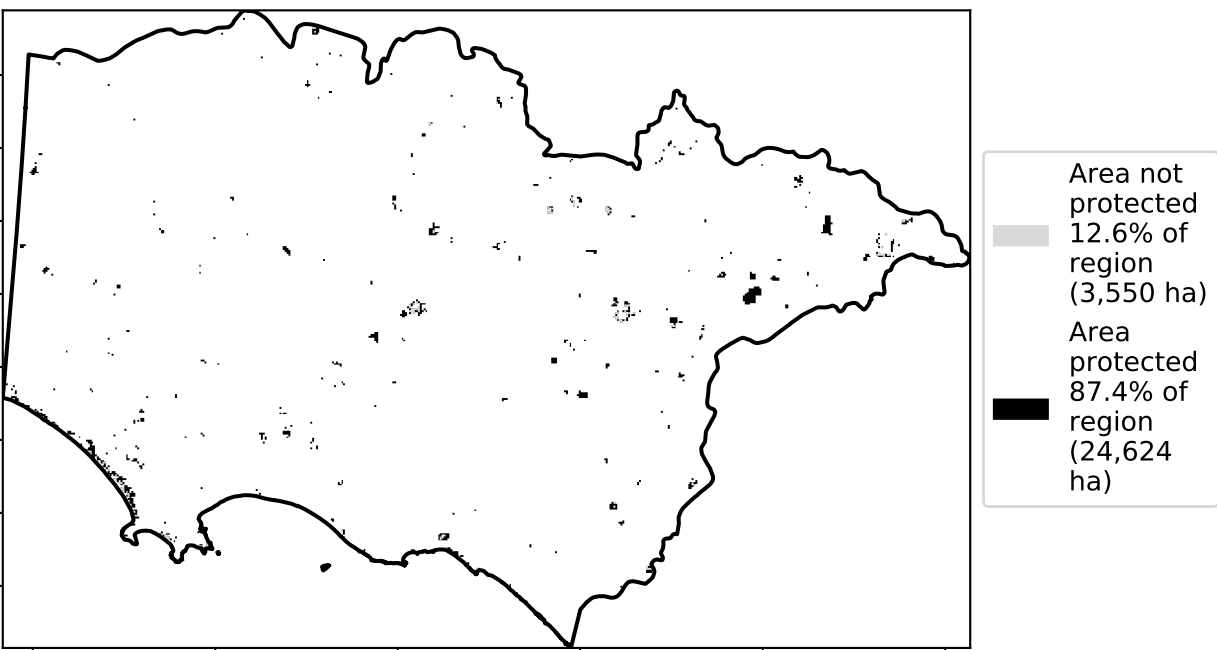 Area not
protected
12.6% of
region
(3,550 ha)
Area
protected
87.4% of
region
(24,624
ha)